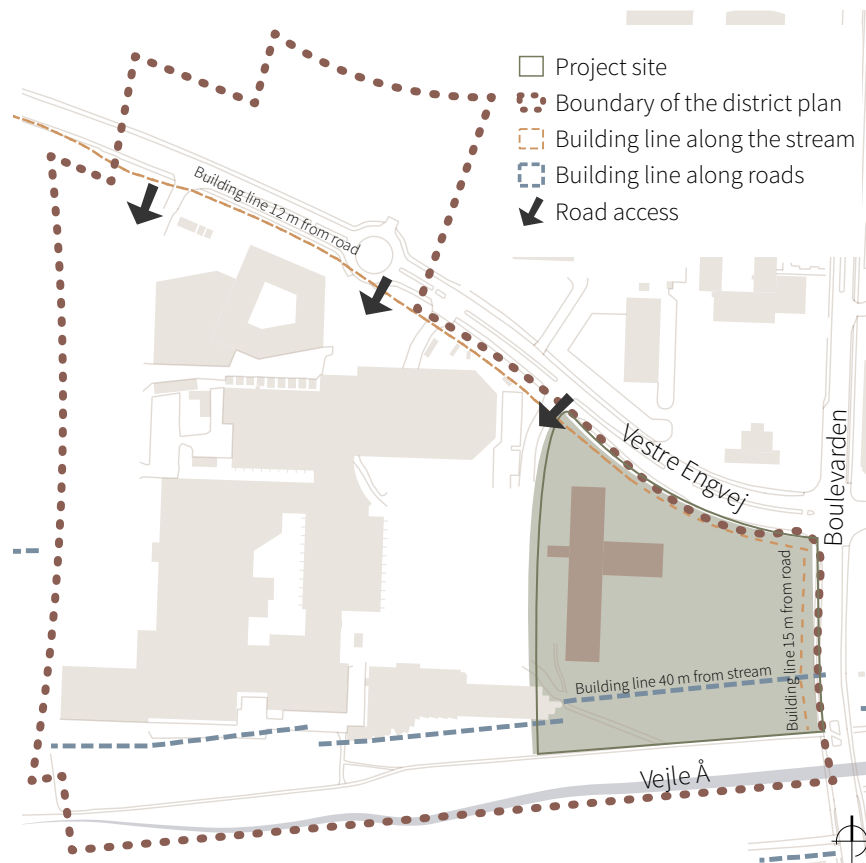 Project site
Boundary of the district plan
Building line along the stream
Building line along roads
Road access
Building line 12 m from road
Vestre Engvej
Boulevarden
Building line 15 m from road
Building line 40 m from stream
Vejle Å